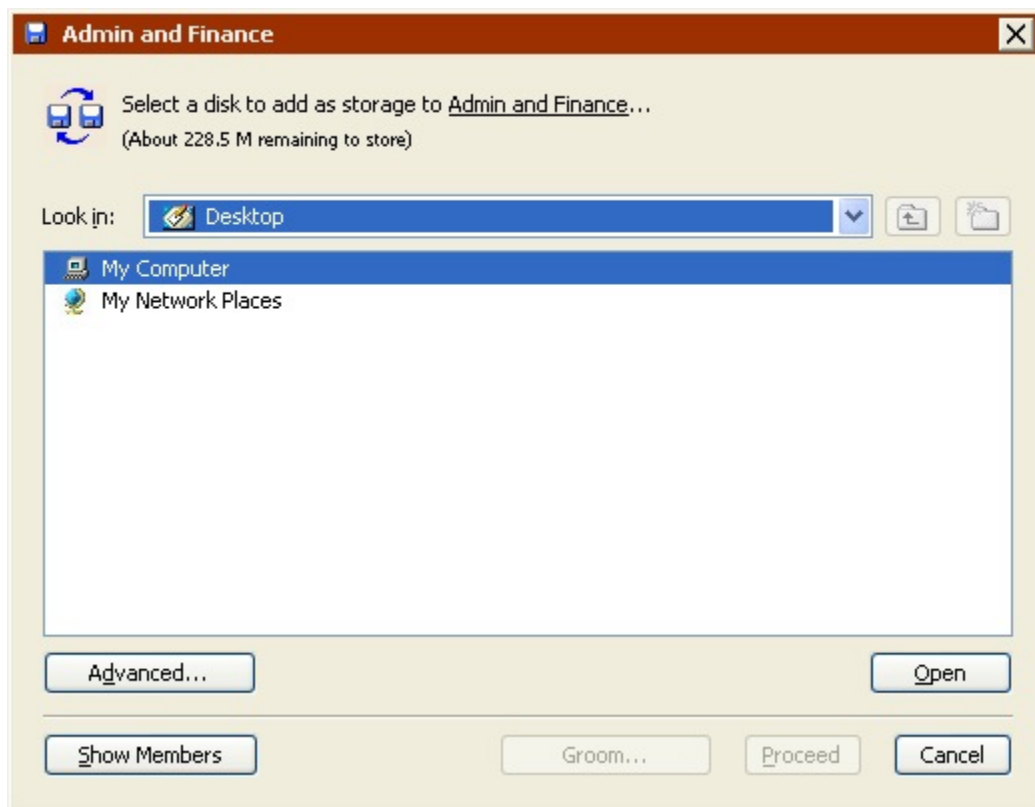 Admin and Finance
Select a disk to add as storage to Admin and Finance...
(About 228.5 M remaining to store)
Look in: Desktop
My Computer
My Network Places
Advanced... Open
Show Members Groom... Proceed Cancel